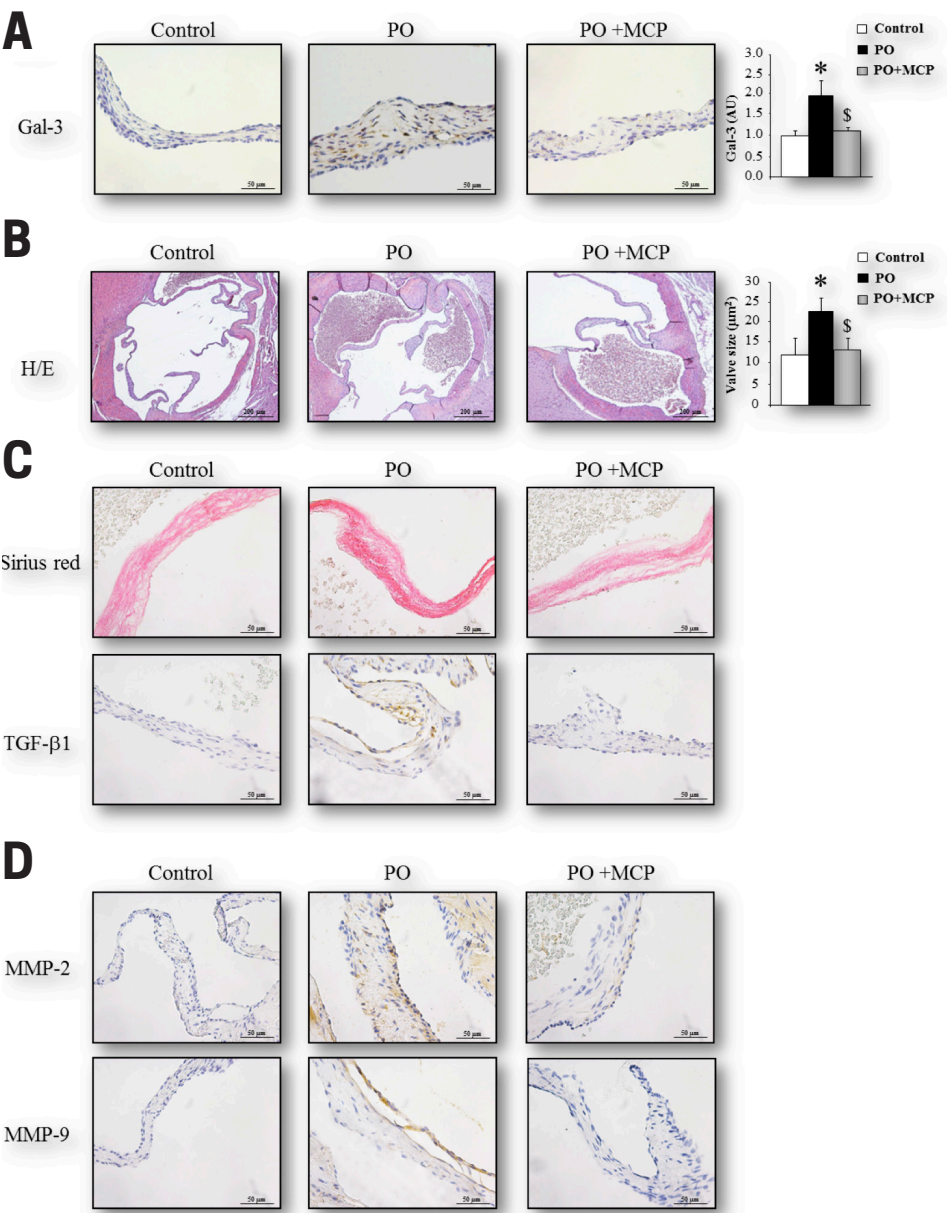 A
Control PO PO +MCP
Gal-3
50 µm 50 µm 50 µm
Control
PO
PO+MCP
3.0
2.5
2.0
1.5
1.0
0.5
0.0
Gal-3 (AU)
*
$
B
Control PO PO +MCP
H/E
200 µm 200 µm 200 µm
Control
PO
PO+MCP
30
25
20
15
10
5
0
Valve size (µm²)
*
$
C
Control PO PO +MCP
Sirius red
50 µm 50 µm 50 µm
TGF-β1
50 µm 50 µm 50 µm
D
Control PO PO +MCP
MMP-2
50 µm 50 µm 50 µm
MMP-9
50 µm 50 µm 50 µm